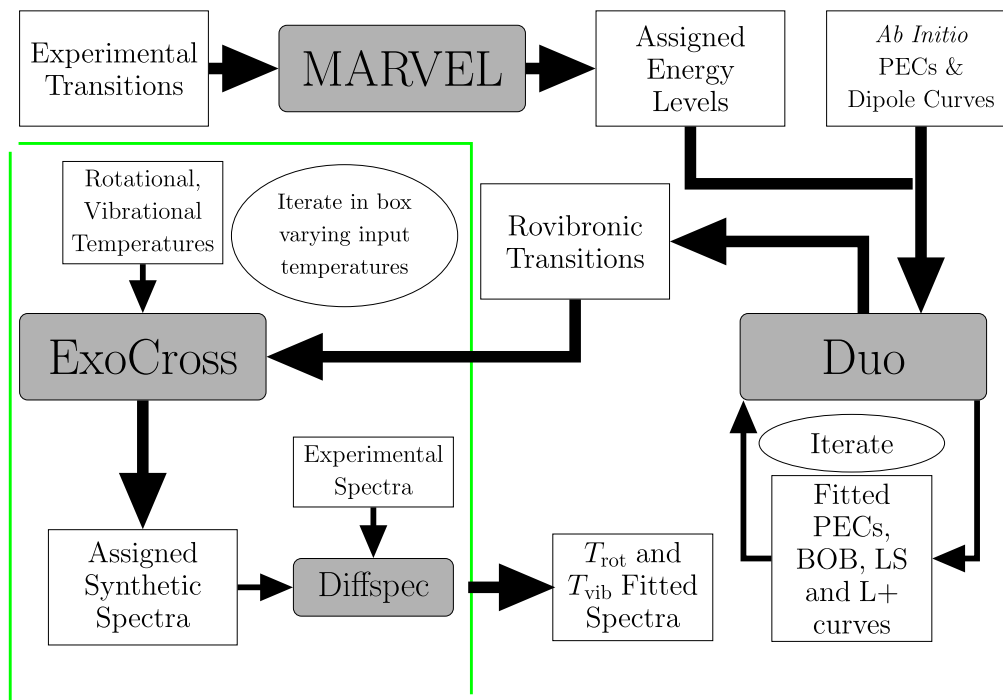 Experimental
Transitions
MARVEL
Assigned
Energy
Levels
Ab Initio
PECs &
Dipole Curves
Rotational,
Vibrational
Temperatures
Iterate in box
varying input
temperatures
Rovibronic
Transitions
ExoCross
Duo
Iterate
Experimental
Spectra
Fitted
PECs,
BOB, LS
and L+
curves
Assigned
Synthetic
Spectra
Diffspec
Trot and
Tvib Fitted
Spectra